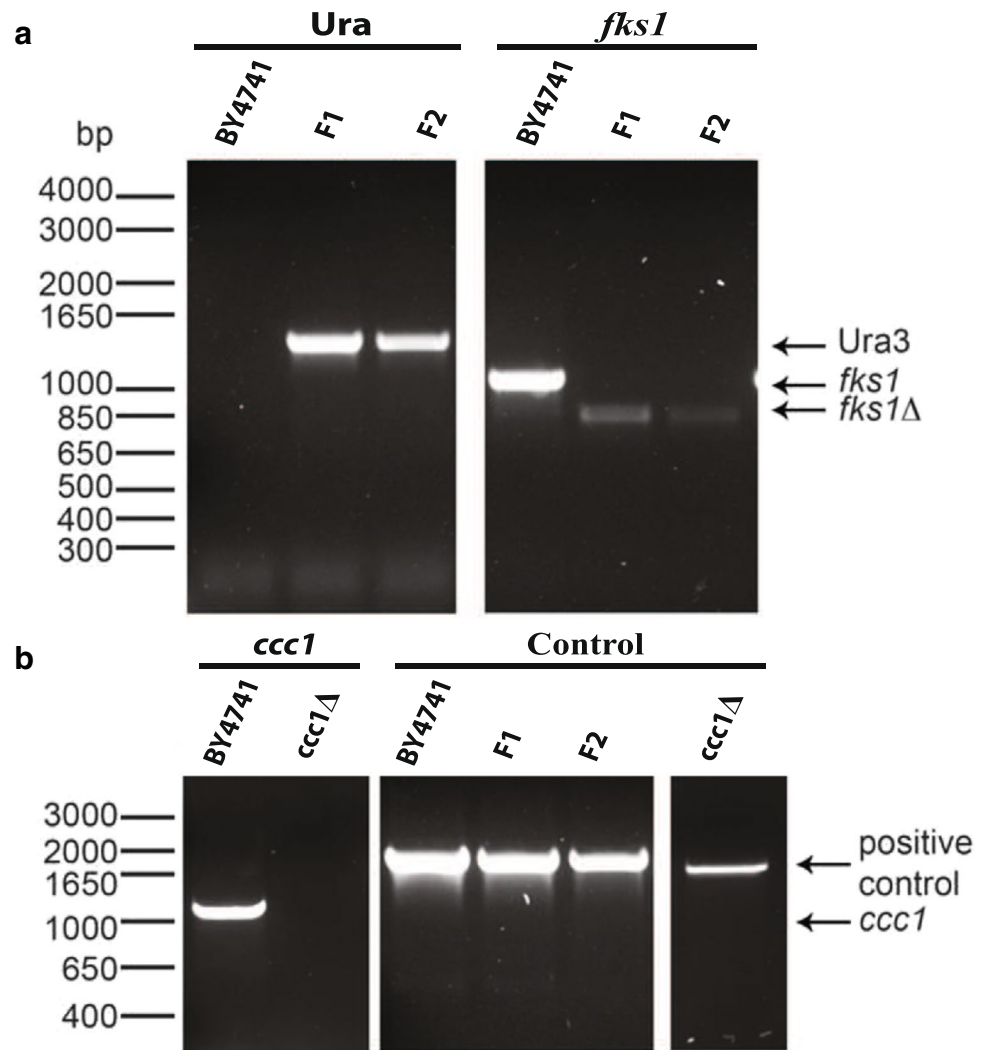 a
Ura
fks1
BY4741
F1
F2
BY4741
F1
F2
bp
4000
3000
2000
1650
1000
850
650
500
400
300
Ura3
fks1
fks1Δ
b
ccc1
Control
BY4741
ccc1Δ
BY4741
F1
F2
ccc1Δ
3000
2000
1650
1000
650
400
positive
control
ccc1